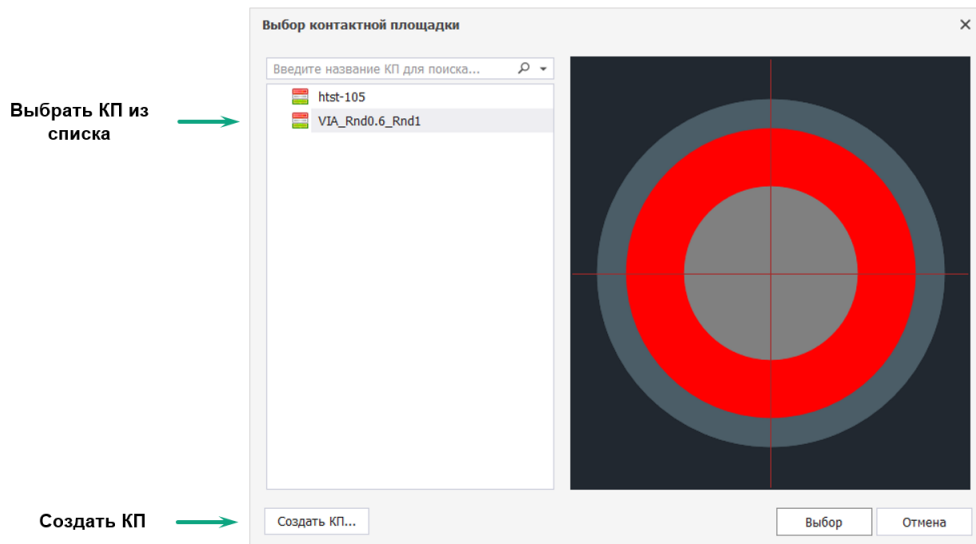 Выбор контактной площадки
Введите название КП для поиска...
htst-105
VIA_Rnd0.6_Rnd1
Выбрать КП из
списка
Создать КП
Создать КП...
Выбор
Отмена